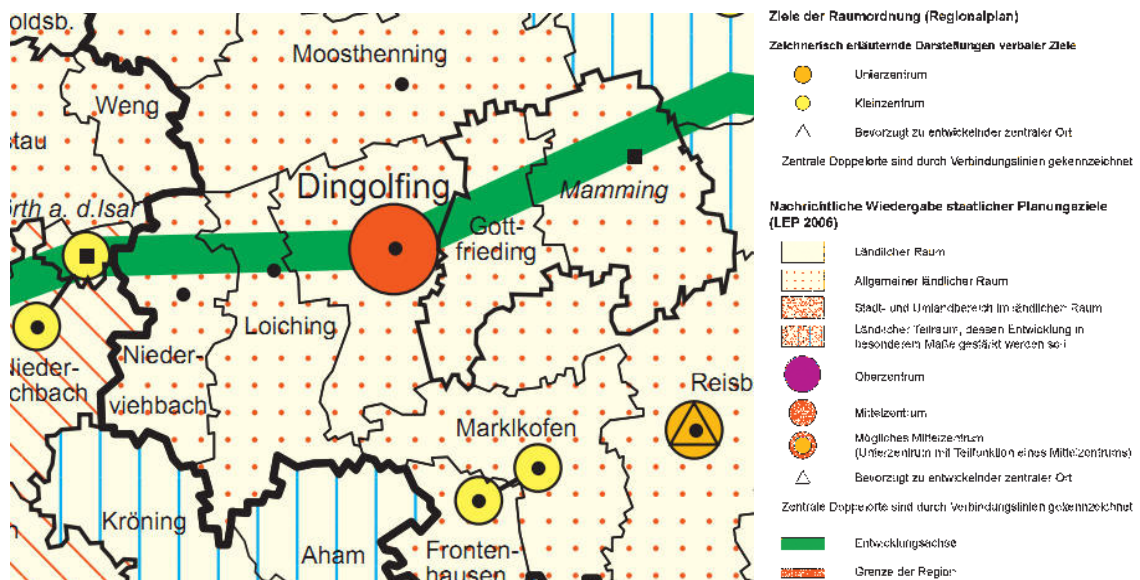 oldsb.
Moosthenning
Weng
stau
Dingolfing
Mamming
örth a. d.Isar
Gott-
frieding
Loiching
Nieder-
viehbach
Nieder-
chbach
Reisb
Marklkofen
Kröning
Aham
Fronten-
hausen
Ziele der Raumordnung (Regionalplan)
Zeichnerisch erläuternde Darstellungen verbaler Ziele
Unterzentrum
Kleinzentrum
Bevorzugt zu entwickelnder zentraler Ort
Zentrale Doppelorte sind durch Verbindungslinien gekennzeichnet
Nachrichtliche Wiedergabe staatlicher Planungsziele
(LEP 2006)
Ländlicher Raum
Allgemeiner ländlicher Raum
Stadt- und Umlandbereich im ländlichen Raum
Ländlicher Teilraum, dessen Entwicklung in
besonderem Maße gestärkt werden soll
Oberzentrum
Mittelzentrum
Mögliches Mittelzentrum
(Unterzentrum mit Teilfunktion eines Mittelzentrums)
Bevorzugt zu entwickelnder zentraler Ort
Zentrale Doppelorte sind durch Verbindungslinien gekennzeichnet
Entwicklungsachse
Grenze der Region